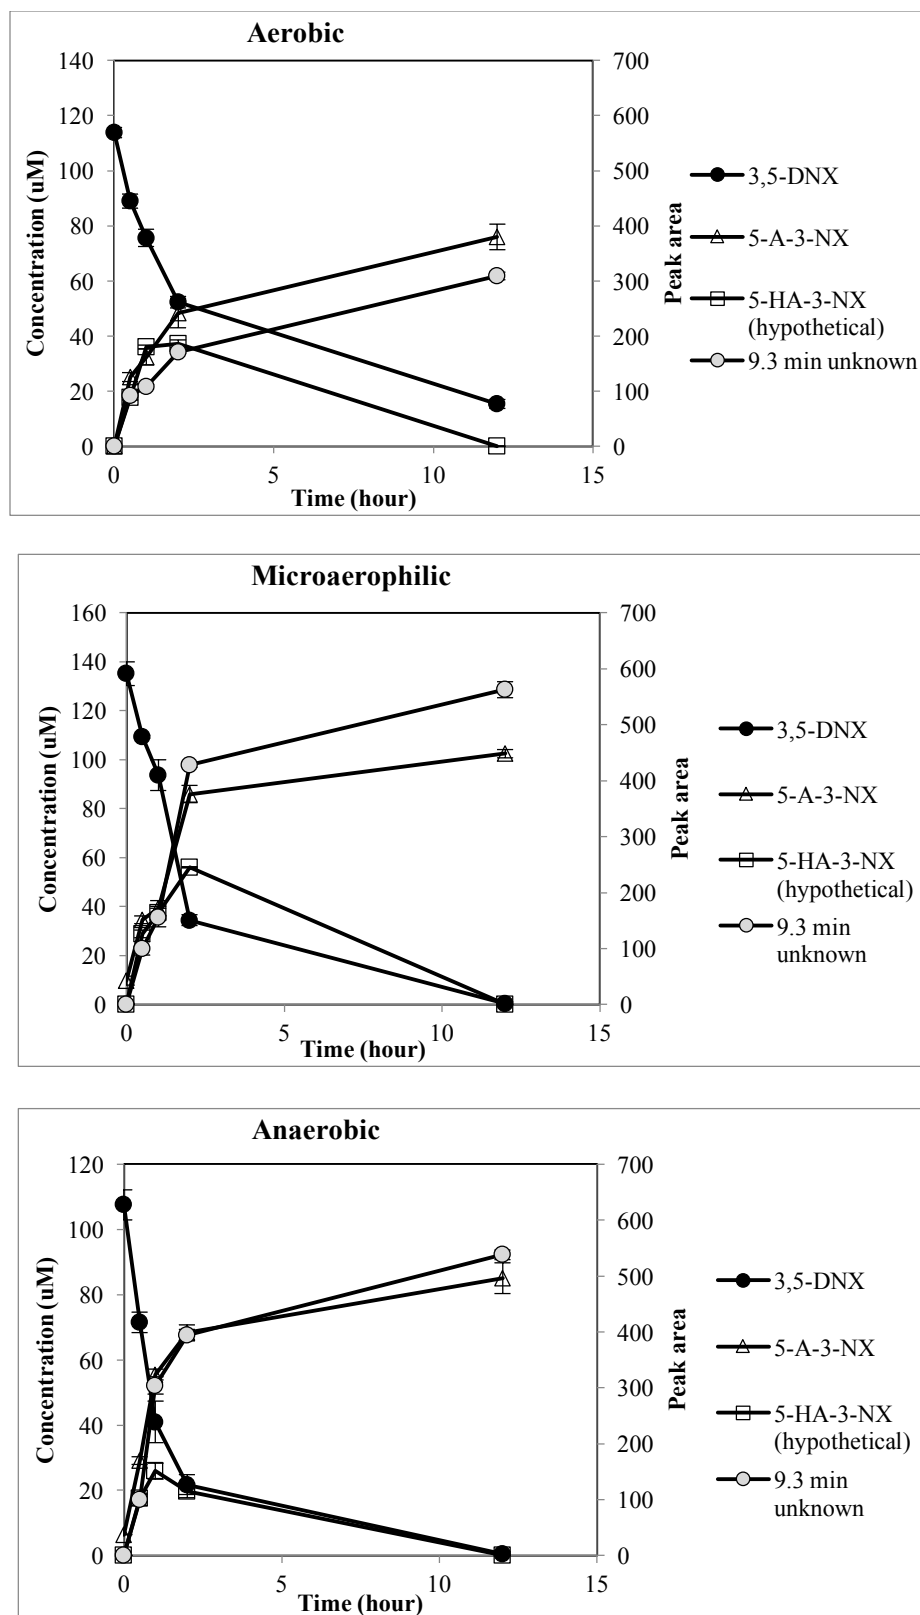 Aerobic
140
120
100
80
60
40
20
0
Concentration (uM)
700
600
500
400
300
200
100
0
Peak area
0
5
10
15
Time (hour)
3,5-DNX
5-A-3-NX
5-HA-3-NX
(hypothetical)
9.3 min unknown
Microaerophilic
160
140
120
100
80
60
40
20
0
Concentration (uM)
700
600
500
400
300
200
100
0
Peak area
0
5
10
15
Time (hour)
3,5-DNX
5-A-3-NX
5-HA-3-NX
(hypothetical)
9.3 min
unknown
Anaerobic
120
100
80
60
40
20
0
Concentration (uM)
700
600
500
400
300
200
100
0
Peak area
0
5
10
15
Time (hour)
3,5-DNX
5-A-3-NX
5-HA-3-NX
(hypothetical)
9.3 min
unknown